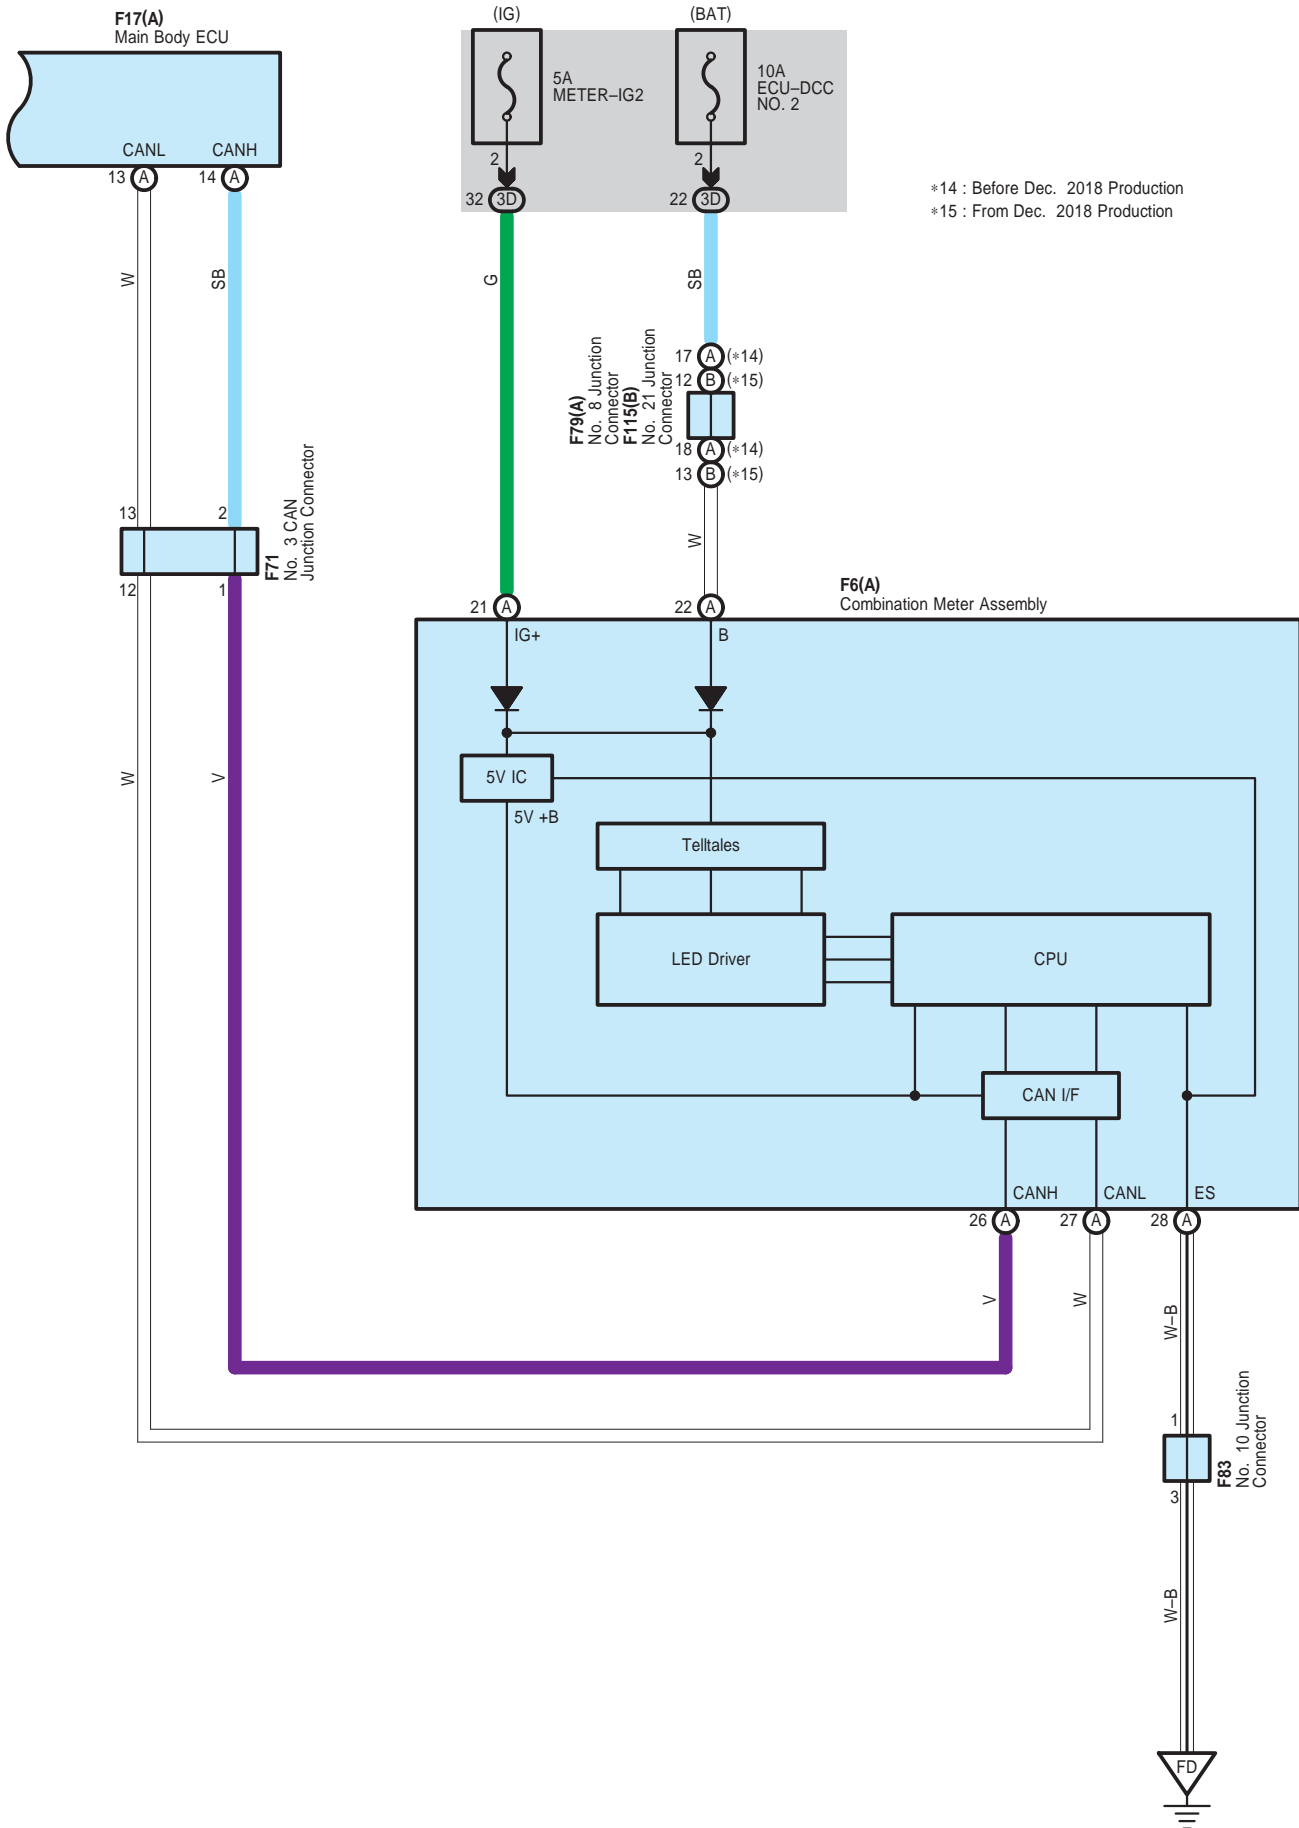 F17(A)
Main Body ECU
CANL
CANH
13
A
14
A
(IG)
(BAT)
5A
METER–IG2
10A
ECU–DCC
NO. 2
2
2
32
3D
22
3D
∗14 : Before Dec. 2018 Production
∗15 : From Dec. 2018 Production
W
SB
G
SB
F79(A)
No. 8 Junction
Connector
F115(B)
No. 21 Junction
Connector
17
A
(∗14)
12
B
(∗15)
18
A
(∗14)
13
B
(∗15)
W
13
2
F71
No. 3 CAN
Junction Connector
12
1
F6(A)
Combination Meter Assembly
21
A
22
A
IG+
B
W
V
5V IC
5V +B
Telltales
LED Driver
CPU
CAN I/F
CANH
CANL
ES
26
A
27
A
28
A
V
W
W–B
1
F83
No. 10 Junction
Connector
3
W–B
FD